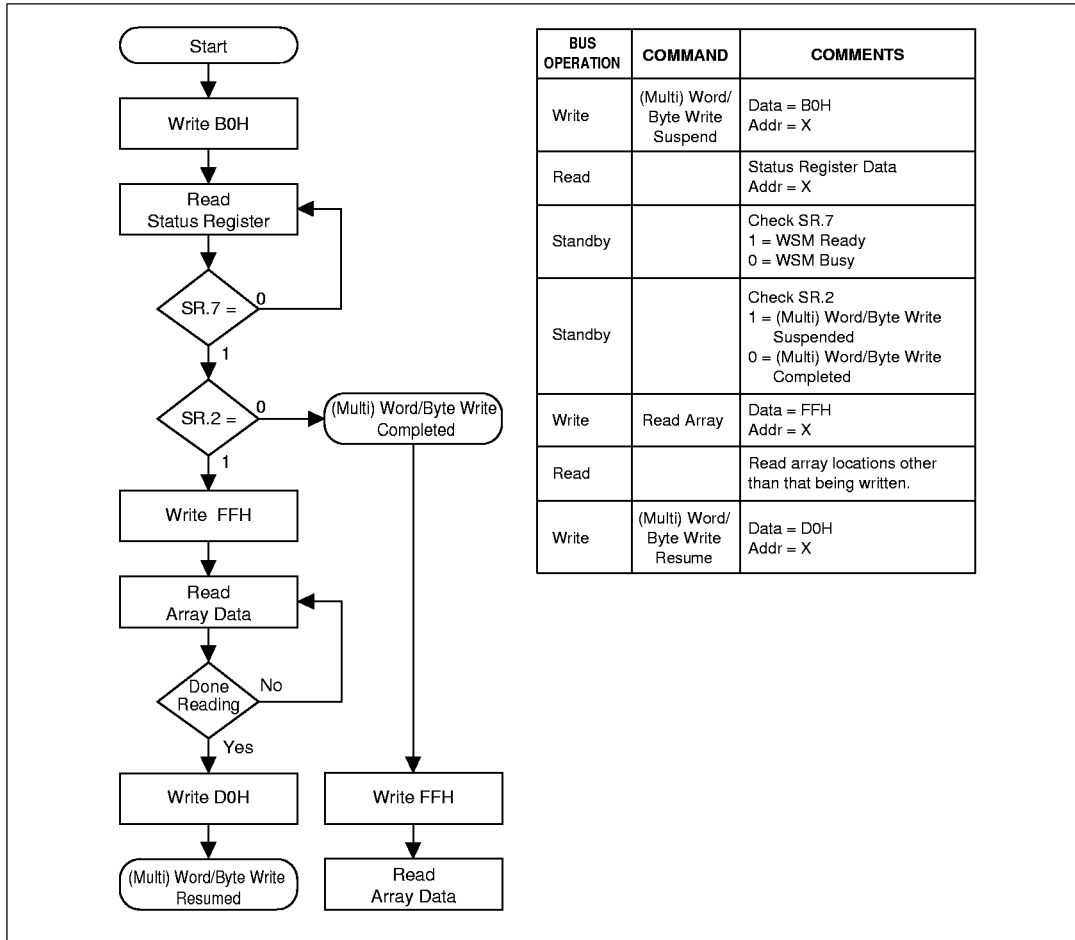 Start
Write B0H
Read
Status Register
SR.7 =
0
1
SR.2 =
0
(Multi) Word/Byte Write
Completed
1
Write FFH
Read
Array Data
Done
Reading
No
Yes
Write D0H
Write FFH
(Multi) Word/Byte Write
Resumed
Read
Array Data
BUS
OPERATION
COMMAND
COMMENTS
Write
(Multi) Word/
Byte Write
Suspend
Data = B0H
Addr = X
Read
Status Register Data
Addr = X
Standby
Check SR.7
1 = WSM Ready
0 = WSM Busy
Standby
Check SR.2
1 = (Multi) Word/Byte Write
Suspended
0 = (Multi) Word/Byte Write
Completed
Write
Read Array
Data = FFH
Addr = X
Read
Read array locations other
than that being written.
Write
(Multi) Word/
Byte Write
Resume
Data = D0H
Addr = X